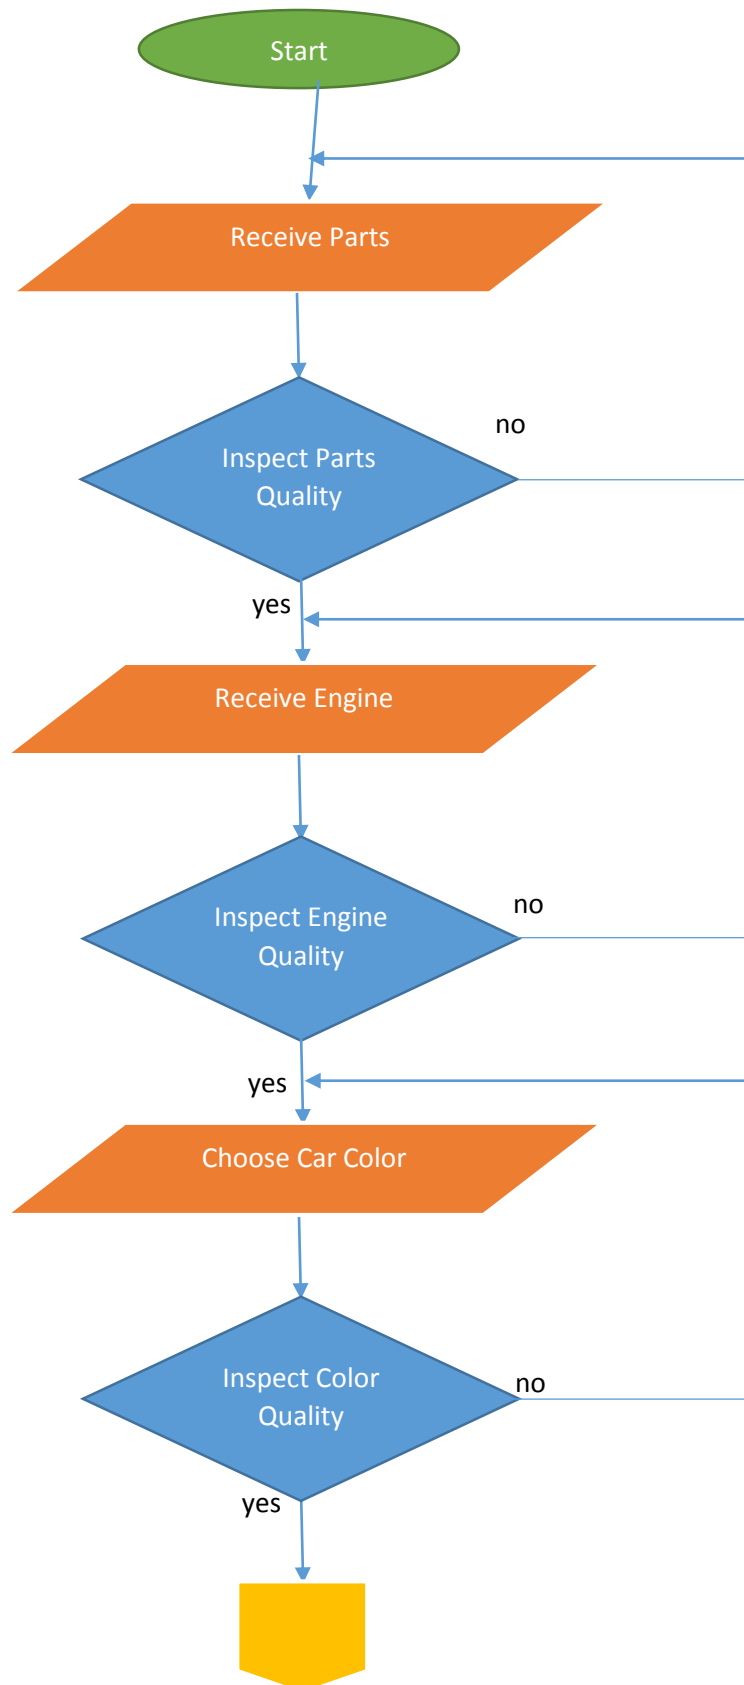 Start
Receive Parts
no
Inspect Parts
Quality
yes
Receive Engine
no
Inspect Engine
Quality
yes
Choose Car Color
Inspect Color
Quality
no
yes